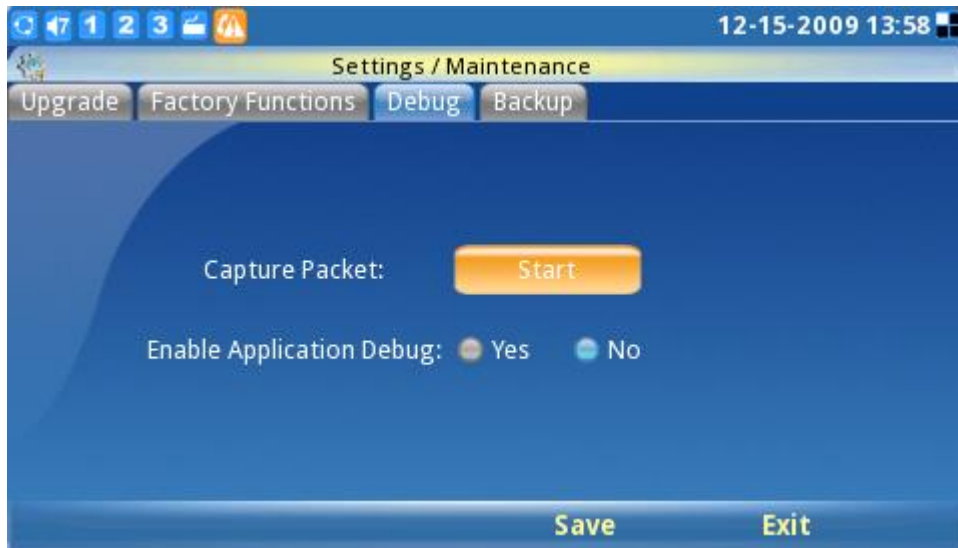 7 1 2 3 12-15-2009 13:58
Settings / Maintenance
Upgrade Factory Functions Debug Backup
Capture Packet: Start
Enable Application Debug: Yes No
Save Exit